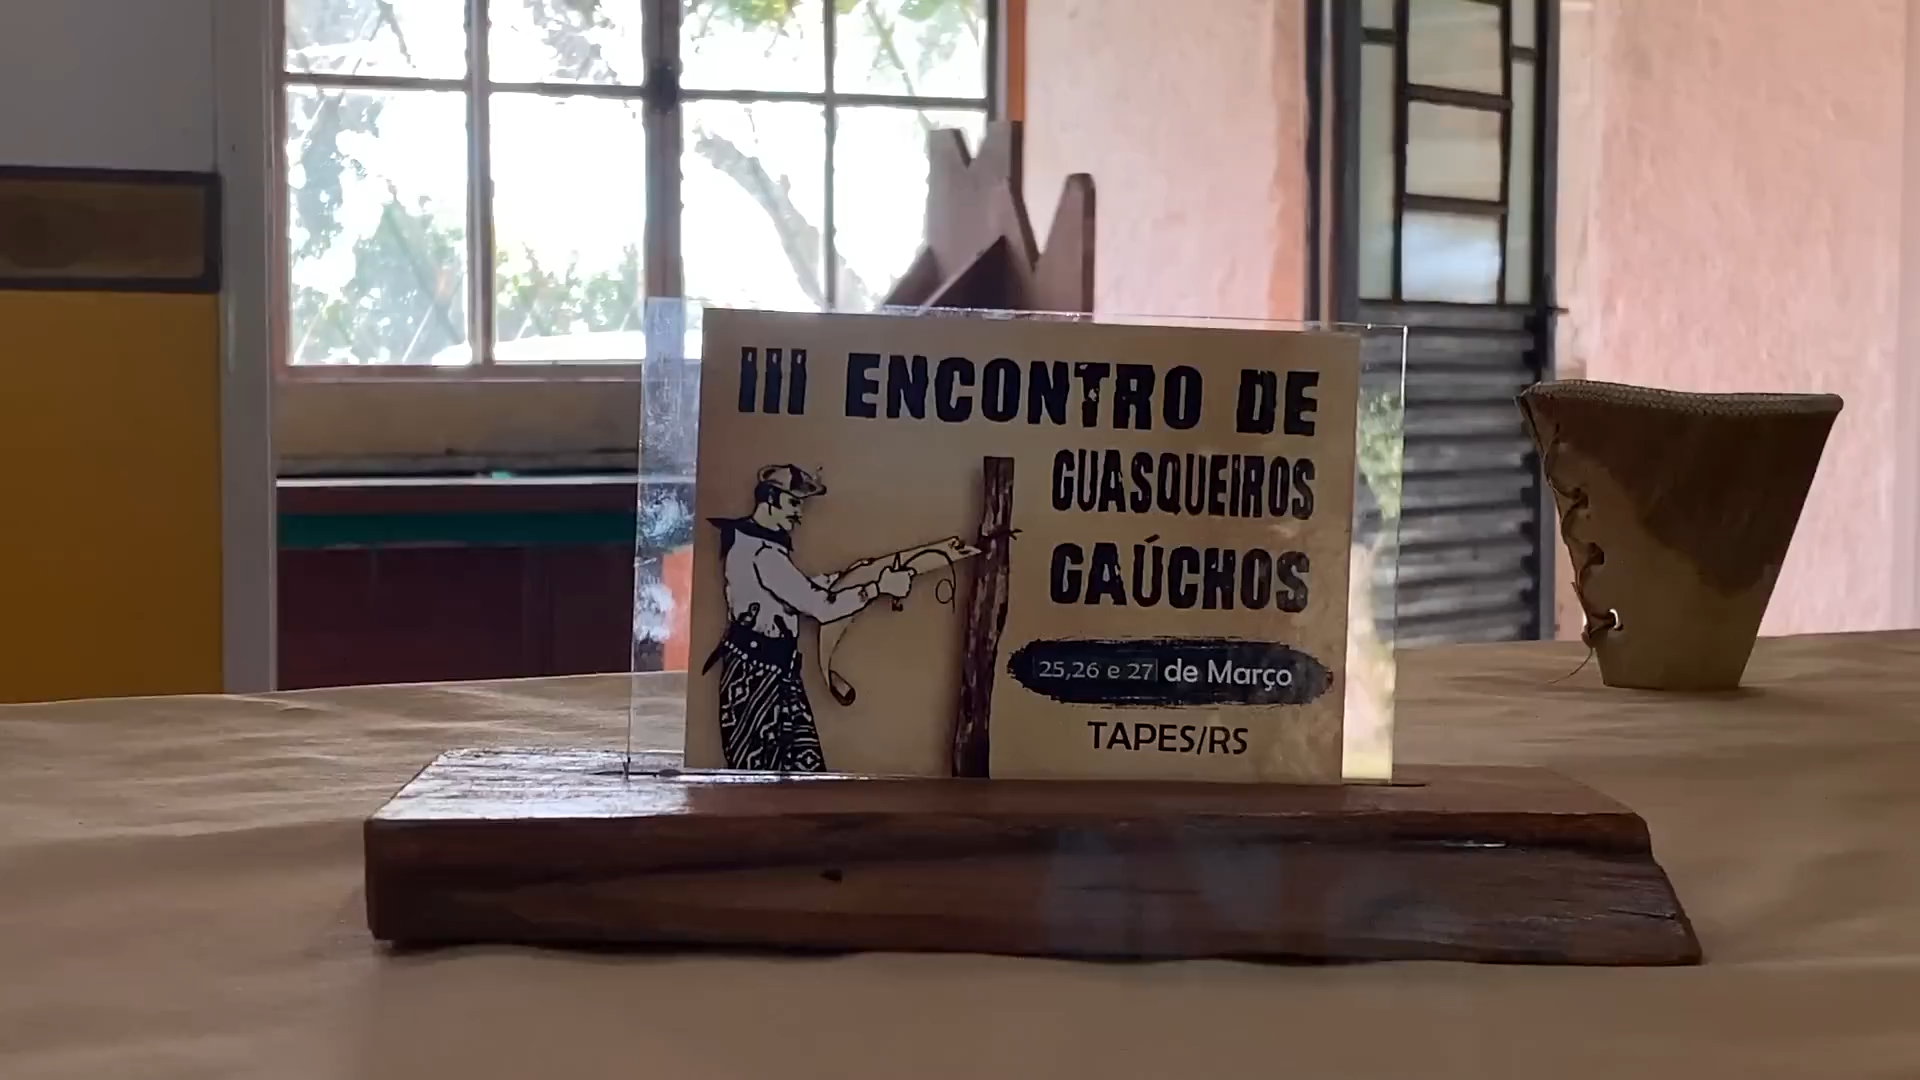 III ENCONTRO DE
GUASQUEIROS
GAÚCHOS
25,26 e 27 de Março
TAPES/RS